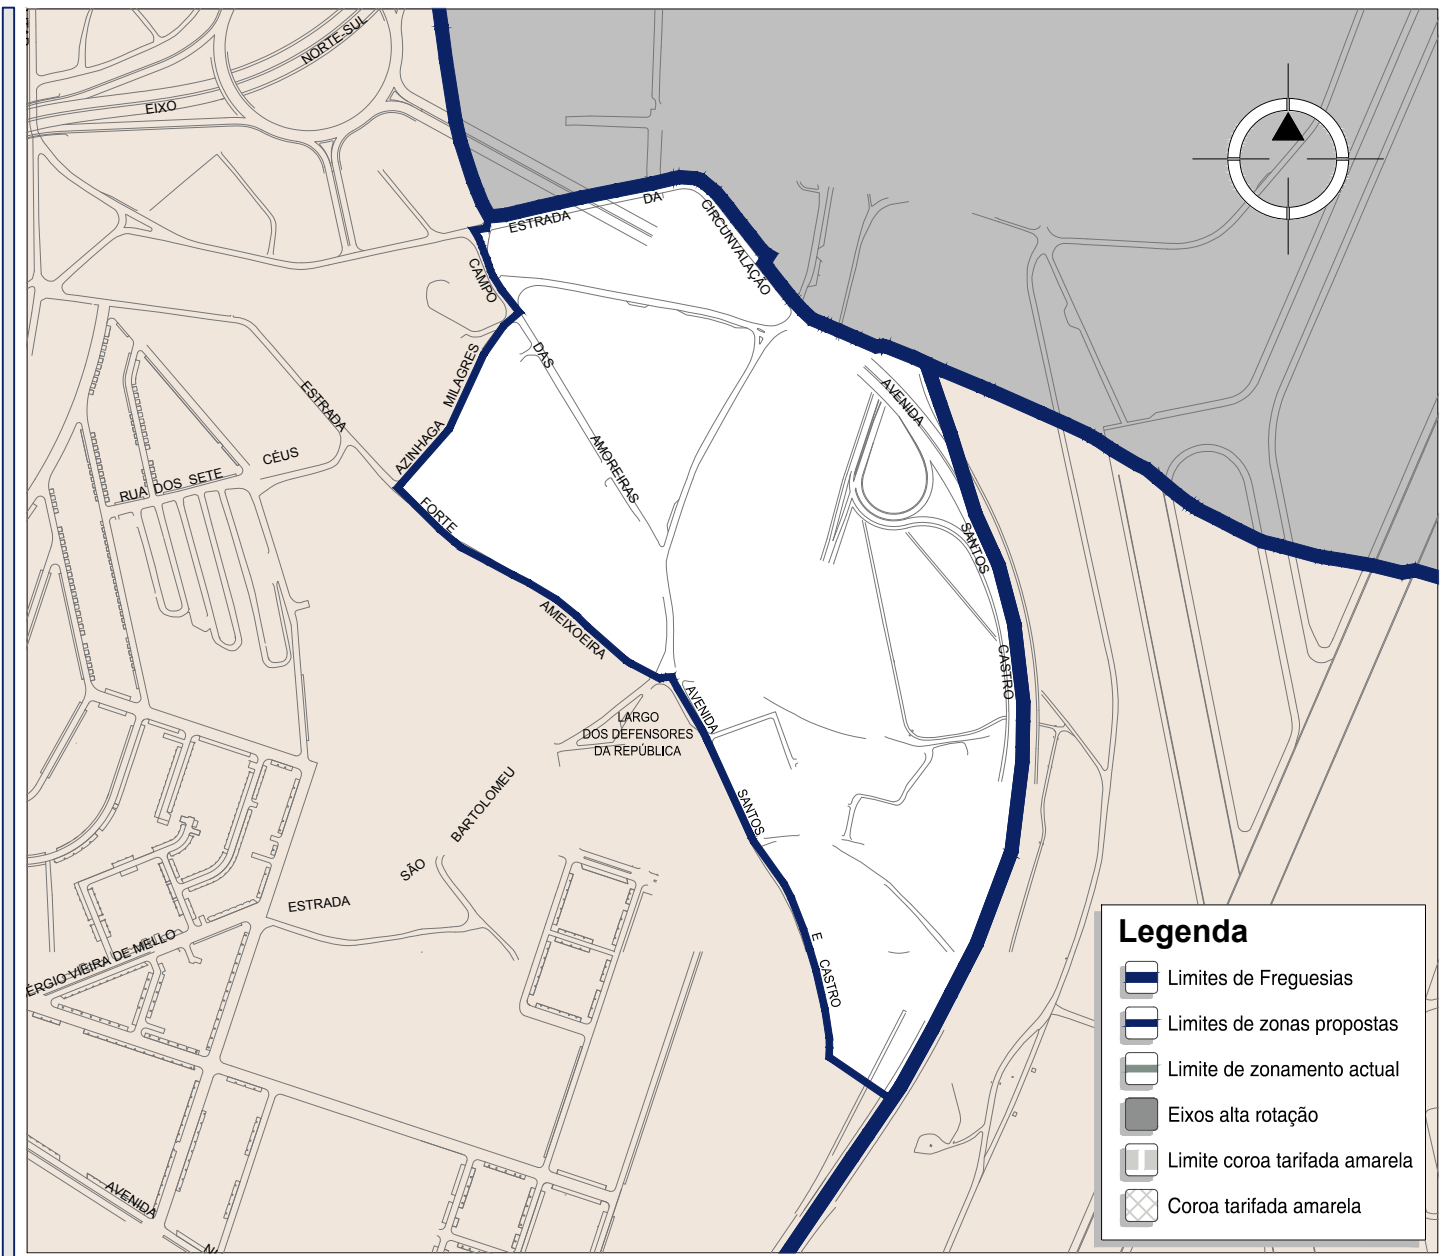 NORTE-SUL
EIXO
ESTRADA
DA
CIRCUNVALAÇÃO
CAMPO
DAS
AMOREIRAS
AZINHAGA
MILAGRES
ESTRADA
FORTE
AMEIXOEIRA
RUA DOS SETE
CÉUS
AVENIDA
SANTOS
CASTRO
LARGO
DOS DEFENSORES
DA REPÚBLICA
AVENIDA
SANTOS
E
CASTRO
ESTRADA
SÃO
BARTOLOMEU
ÉRGIO VIEIRA DE MELLO
AVENIDA
Legenda
Limites de Freguesias
Limites de zonas propostas
Limite de zonamento actual
Eixos alta rotação
Limite coroa tarifada amarela
Coroa tarifada amarela